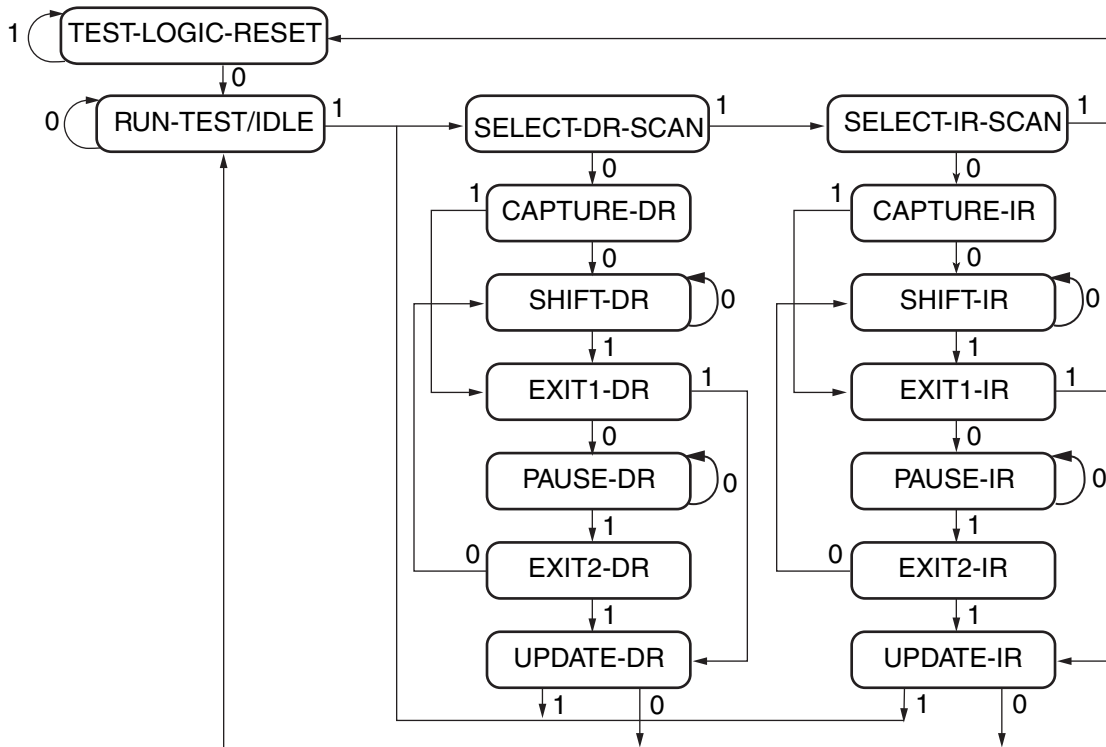 1 TEST-LOGIC-RESET
0
0 RUN-TEST/IDLE 1 SELECT-DR-SCAN 1 SELECT-IR-SCAN 1
0 0
1 CAPTURE-DR 1 CAPTURE-IR
0 0
SHIFT-DR 0 SHIFT-IR 0
1 1
EXIT1-DR 1 EXIT1-IR 1
0 0
PAUSE-DR 0 PAUSE-IR 0
1 1
0 EXIT2-DR 0 EXIT2-IR
1 1
UPDATE-DR UPDATE-IR
1 0 1 0